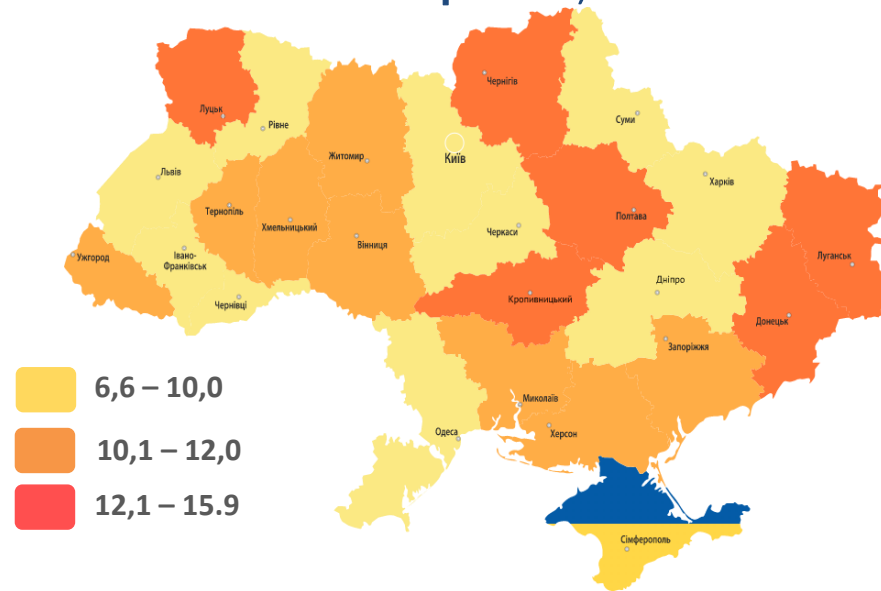 Чернігів
Луцьк
Суми
Рівне
Київ
Житомир
Львів
Харків
Тернопіль
Полтава
Хмельницький
Черкаси
Вінниця
Ужгород
Івано-
Франківськ
Луганськ
Дніпро
Чернівці
Кропивницький
Донецьк
Запоріжжя
6,6 – 10,0
Миколаїв
Одеса
Херсон
10,1 – 12,0
12,1 – 15.9
Сімферополь